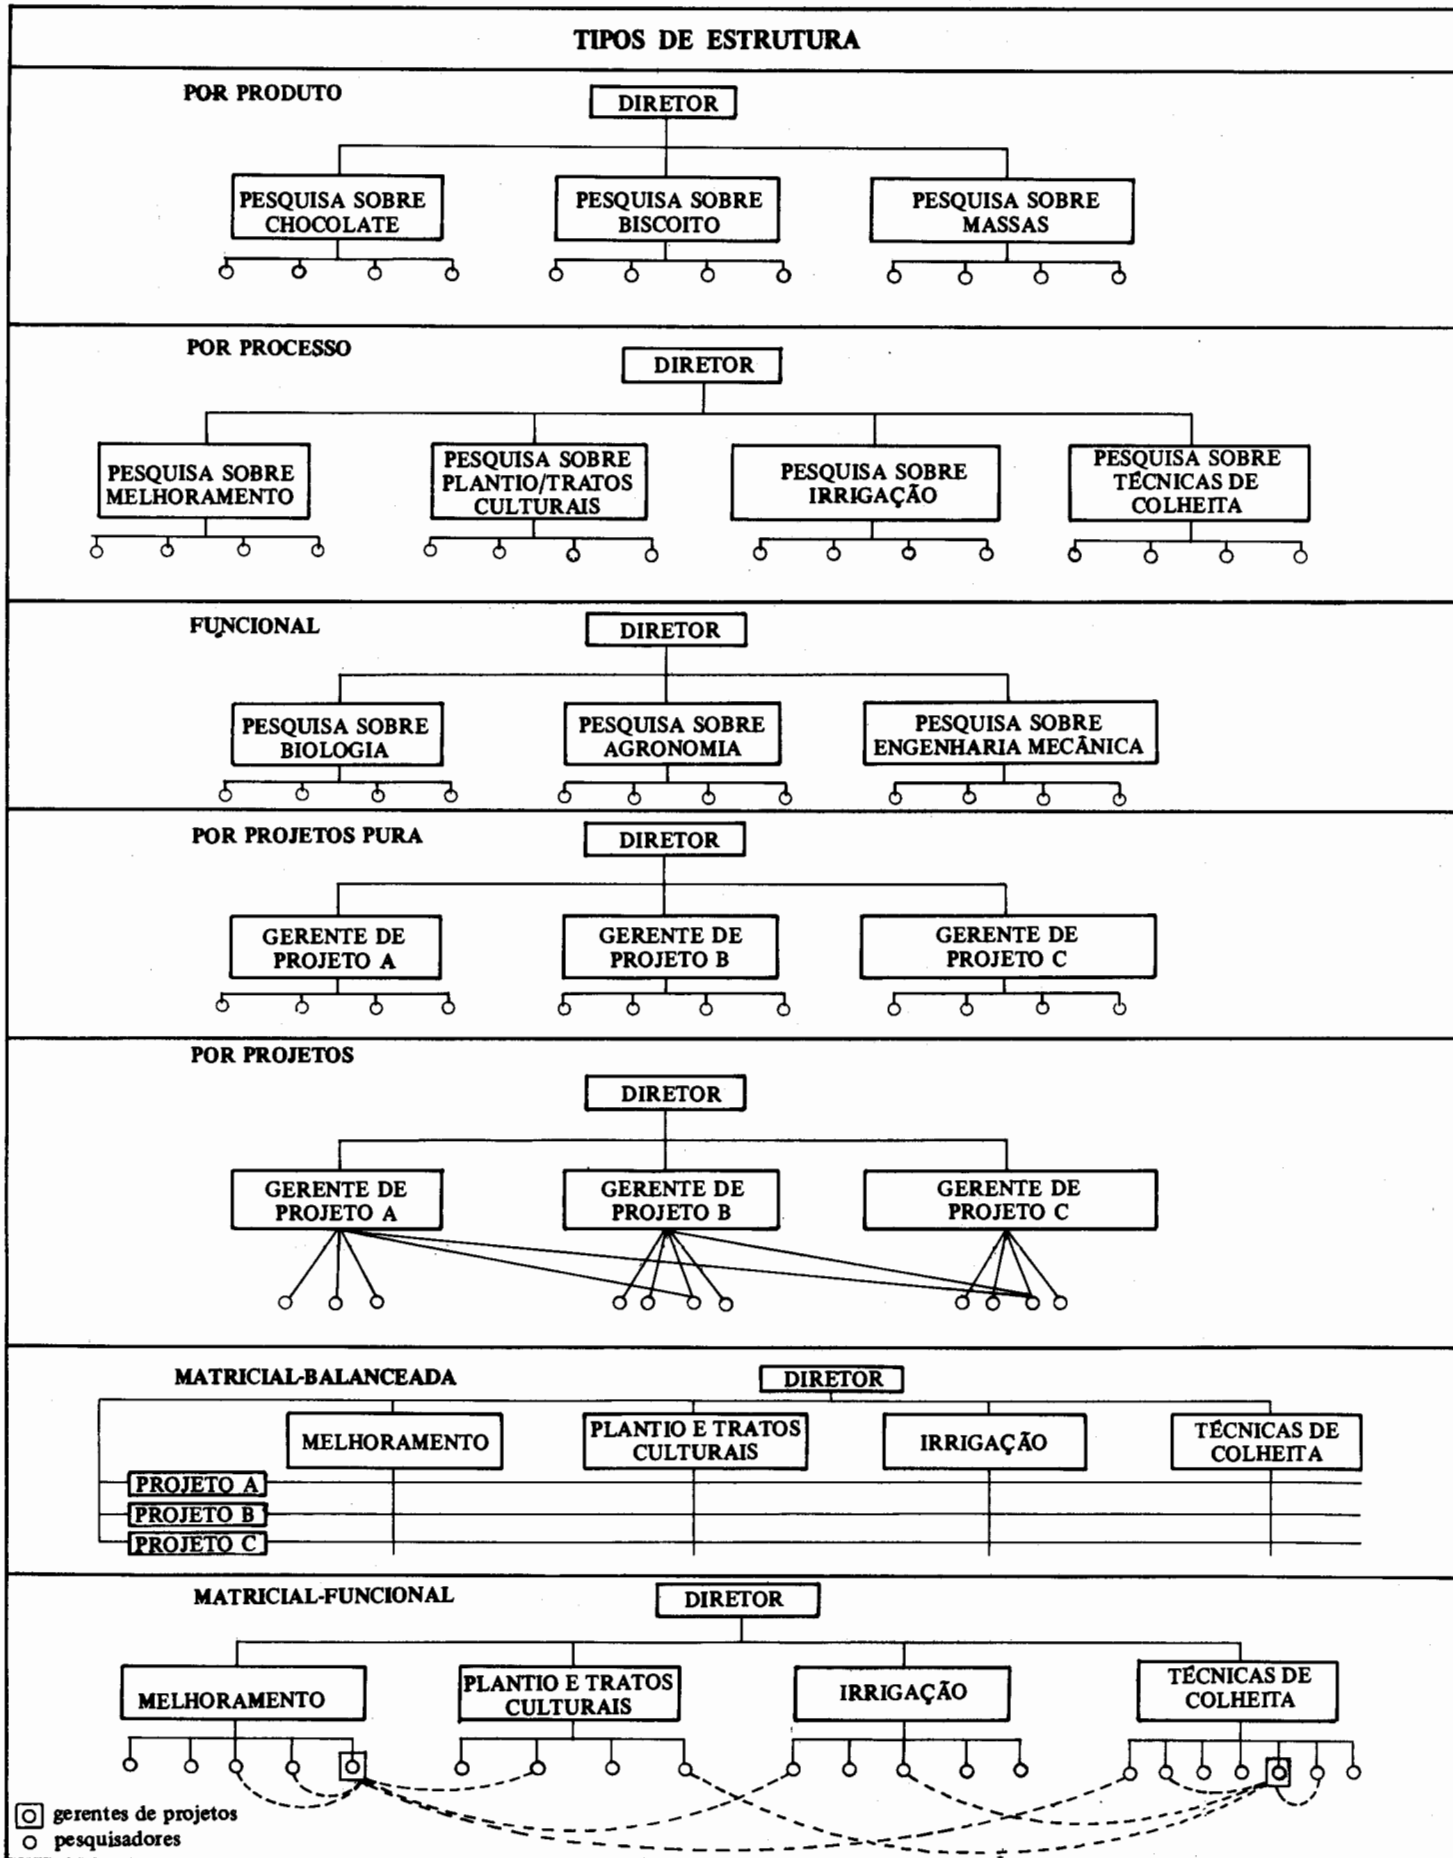 TIPOS DE ESTRUTURA
POR PRODUTO
DIRETOR
PESQUISA SOBRE
CHOCOLATE
PESQUISA SOBRE
BISCOITO
PESQUISA SOBRE
MASSAS
POR PROCESSO
DIRETOR
PESQUISA SOBRE
MELHORAMENTO
PESQUISA SOBRE
PLANTIO/TRATOS
CULTURAIS
PESQUISA SOBRE
IRRIGAÇÃO
PESQUISA SOBRE
TÉCNICAS DE
COLHEITA
FUNCIONAL
DIRETOR
PESQUISA SOBRE
BIOLOGIA
PESQUISA SOBRE
AGRONOMIA
PESQUISA SOBRE
ENGENHARIA MECÂNICA
POR PROJETOS PURA
DIRETOR
GERENTE DE
PROJETO A
GERENTE DE
PROJETO B
GERENTE DE
PROJETO C
POR PROJETOS
DIRETOR
GERENTE DE
PROJETO A
GERENTE DE
PROJETO B
GERENTE DE
PROJETO C
MATRICIAL-BALANCEADA
DIRETOR
MELHORAMENTO
PLANTIO E TRATOS
CULTURAIS
IRRIGAÇÃO
TÉCNICAS DE
COLHEITA
PROJETO A
PROJETO B
PROJETO C
MATRICIAL-FUNCIONAL
DIRETOR
MELHORAMENTO
PLANTIO E TRATOS
CULTURAIS
IRRIGAÇÃO
TÉCNICAS DE
COLHEITA
gerentes de projetos
pesquisadores